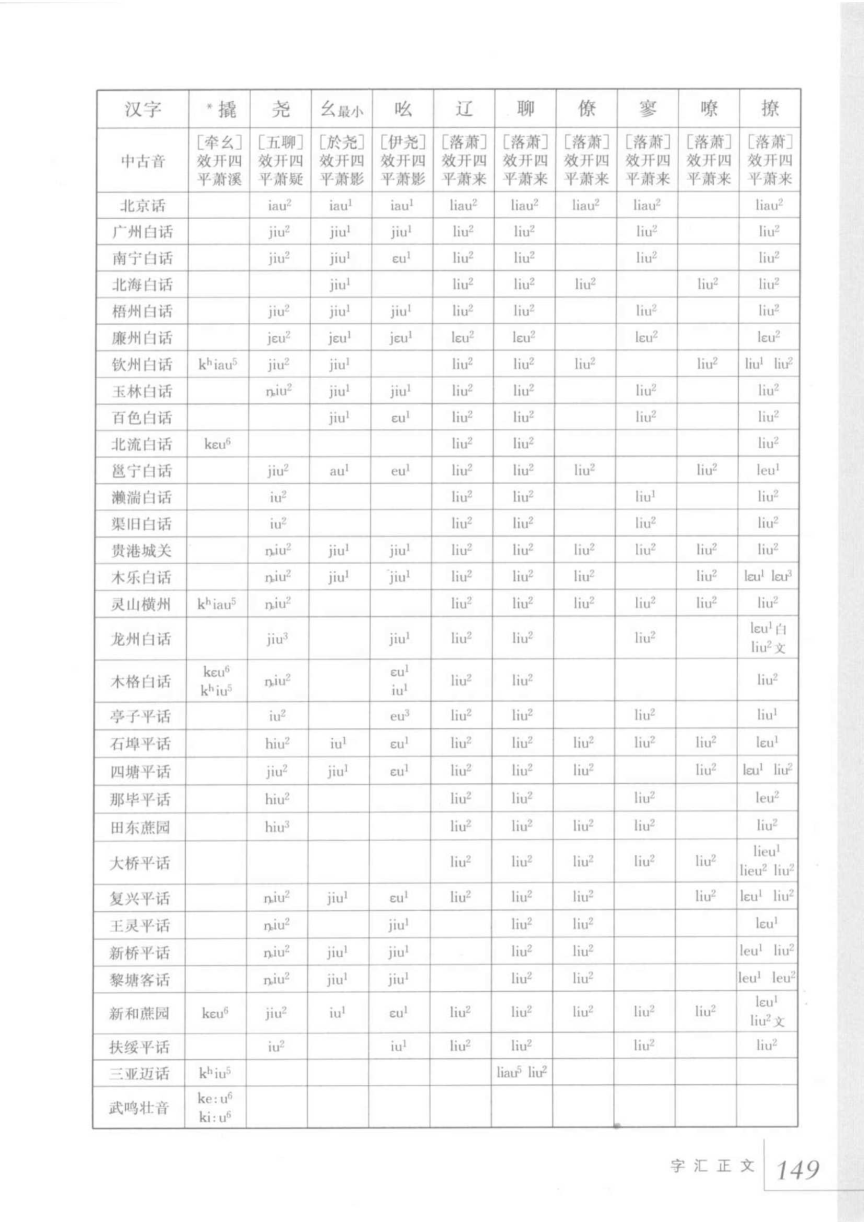 汉字 *撬 尧 幺最小 吆 辽 聊 僚 寥 嘹 撩
中古音 [牵幺] [五聊] [於尧] [伊尧] [落萧] [落萧] [落萧] [落萧] [落萧] [落萧]
效开四 效开四 效开四 效开四 效开四 效开四 效开四 效开四 效开四 效开四
平萧溪 平萧疑 平萧影 平萧影 平萧来 平萧来 平萧来 平萧来 平萧来 平萧来
北京话 iau² iau¹ iau¹ liau² liau² liau² liau² liau²
广州白话 jiu² jiu¹ jiu¹ liu² liu² liu² liu²
南宁白话 jiu² jiu¹ ɛu¹ liu² liu² liu² liu²
北海白话 jiu¹ liu² liu² liu² liu² liu²
梧州白话 jiu² jiu¹ jiu¹ liu² liu² liu² liu²
廉州白话 jɛu² jɛu¹ jɛu¹ lɛu² lɛu² lɛu² lɛu²
钦州白话 kʰiau⁵ jiu² jiu¹ liu² liu² liu² liu² liu¹ liu²
玉林白话 ȵiu² jiu¹ jiu¹ liu² liu² liu² liu²
百色白话 jiu¹ ɛu¹ liu² liu² liu² liu²
北流白话 kɛu⁶ liu² liu² liu²
邕宁白话 jiu² au¹ eu¹ liu² liu² liu² liu² leu¹
濑湍白话 iu² liu² liu² liu¹ liu²
渠旧白话 iu² liu² liu² liu² liu²
贵港城关 ȵiu² jiu¹ jiu¹ liu² liu² liu² liu² liu² liu²
木乐白话 ȵiu² jiu¹ jiu¹ liu² liu² liu² liu² lɛu¹ lɛu³
灵山横州 kʰiau⁵ ȵiu² liu² liu² liu² liu² liu² liu²
龙州白话 jiu³ jiu¹ liu² liu² liu² lɛu¹白
liu²文
木格白话 kɛu⁶ ȵiu² ɛu¹ liu² liu² liu²
kʰiu⁵ iu¹
亭子平话 iu² eu³ liu² liu² liu² liu¹
石埠平话 hiu² iu¹ ɛu¹ liu² liu² liu² liu² liu² lɛu¹
四塘平话 jiu² jiu¹ ɛu¹ liu² liu² liu² liu² lɛu¹ liu²
那毕平话 hiu² liu² liu² liu² leu²
田东蔗园 hiu³ liu² liu² liu² liu² liu²
大桥平话 liu² liu² liu² liu² liu² lieu¹
lieu² liu²
复兴平话 ȵiu² jiu¹ ɛu¹ liu² liu² liu² liu² lɛu¹ liu²
王灵平话 ȵiu² jiu¹ liu² liu² lɛu¹
新桥平话 ȵiu² jiu¹ jiu¹ liu² liu² leu¹ liu²
黎塘客话 ȵiu² jiu¹ jiu¹ liu² liu² leu¹ leu²
新和蔗园 kɛu⁶ jiu² iu¹ ɛu¹ liu² liu² liu² liu² liu² lɛu¹
liu²文
扶绥平话 iu² iu¹ liu² liu² liu² liu²
三亚迈话 kʰiu⁵ liau⁵ liu²
武鸣壮音 ke:u⁶
ki:u⁶
字汇正文 149